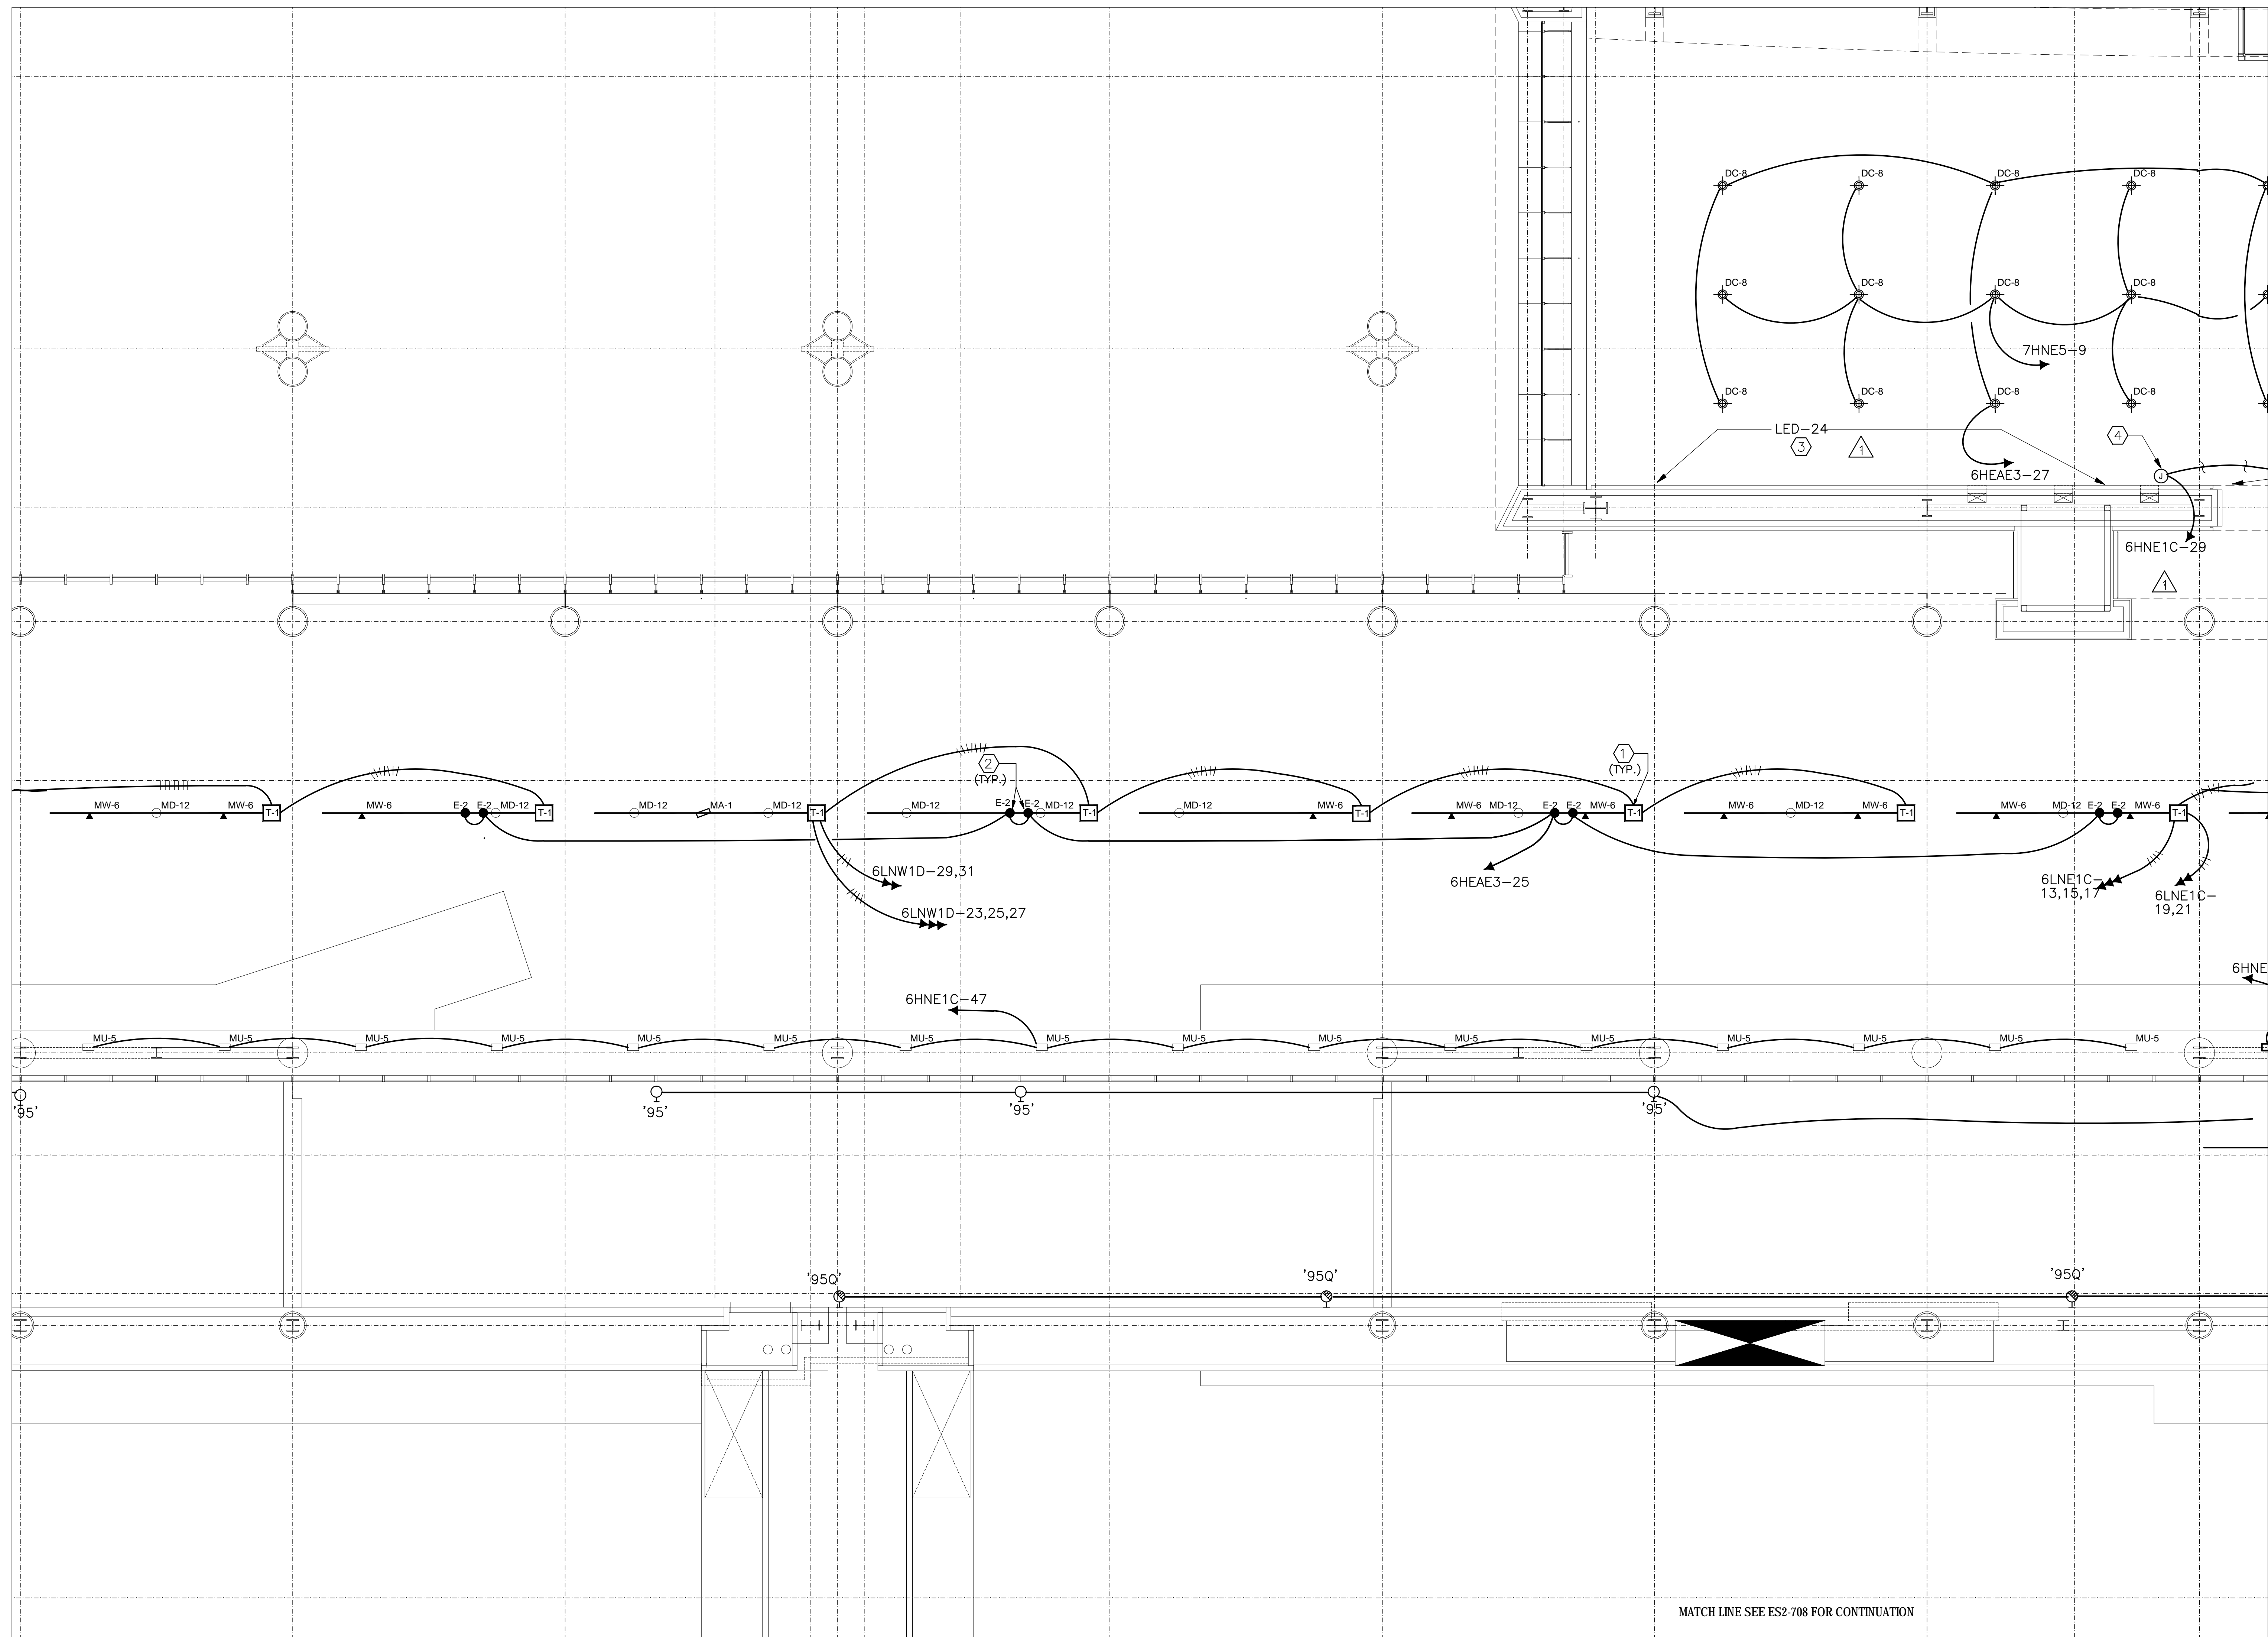 DC-8 DC-8 DC-8 DC-8
DC-8 DC-8 DC-8 DC-8
7HNE5-9
DC-8 DC-8 DC-8 DC-8
LED-24
3 1 4
6HEAE3-27
J
6HNE1C-29
1
1
(TYP.)
2
(TYP.)
MW-6 MD-12 MW-6 T-1 MW-6 E-2 E-2 MD-12 T-1 MD-12 MA-1 MD-12 T-1 MD-12 E-2 E-2 MD-12 T-1 MD-12 MW-6 T-1 MW-6 MD-12 E-2 E-2 MW-6 T-1 MW-6 MD-12 MW-6 T-1 MW-6 MD-12 E-2 E-2 MW-6 T-1
6LNW1D-29,31
6HEAE3-25
6LNE1C-
13,15,17
6LNE1C-
19,21
6LNW1D-23,25,27
6HNE
6HNE1C-47
MU-5 MU-5 MU-5 MU-5 MU-5 MU-5 MU-5 MU-5 MU-5 MU-5 MU-5 MU-5 MU-5 MU-5 MU-5 MU-5
'95' '95' '95' '95'
'95Q' '95Q' '95Q'
MATCH LINE SEE ES2-708 FOR CONTINUATION